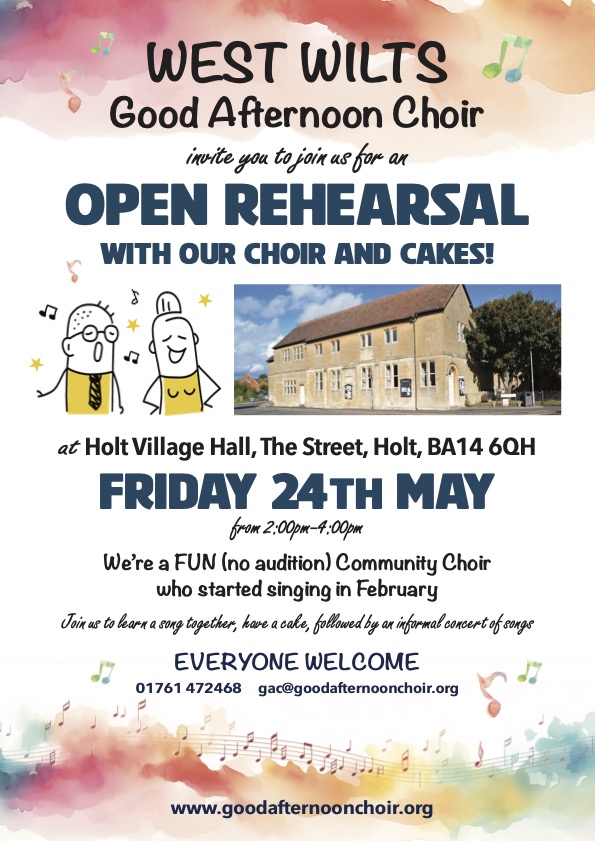 WEST WILTS
Good Afternoon Choir
invite you to join us for an
OPEN REHEARSAL
WITH OUR CHOIR AND CAKES!
at Holt Village Hall, The Street, Holt, BA14 6QH
FRIDAY 24TH MAY
from 2:00pm–4:00pm
We're a FUN (no audition) Community Choir
who started singing in February
Join us to learn a song together, have a cake, followed by an informal concert of songs
EVERYONE WELCOME
01761 472468 gac@goodafternoonchoir.org
www.goodafternoonchoir.org